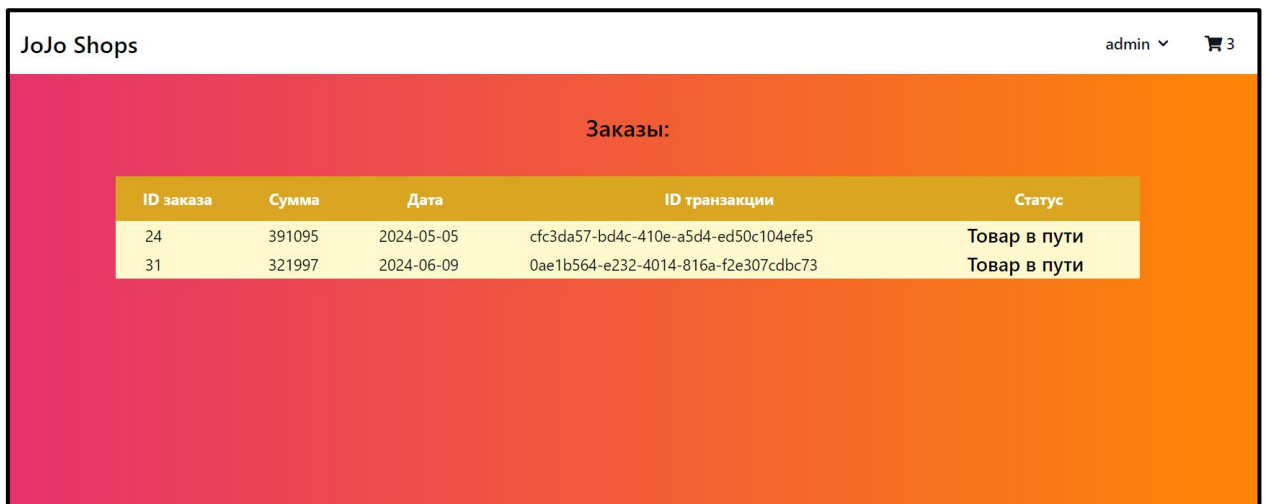 JoJo Shops admin 3
Заказы:
ID заказа Сумма Дата ID транзакции Статус
24 391095 2024-05-05 cfc3da57-bd4c-410e-a5d4-ed50c104efe5 Товар в пути
31 321997 2024-06-09 0ae1b564-e232-4014-816a-f2e307cdbc73 Товар в пути